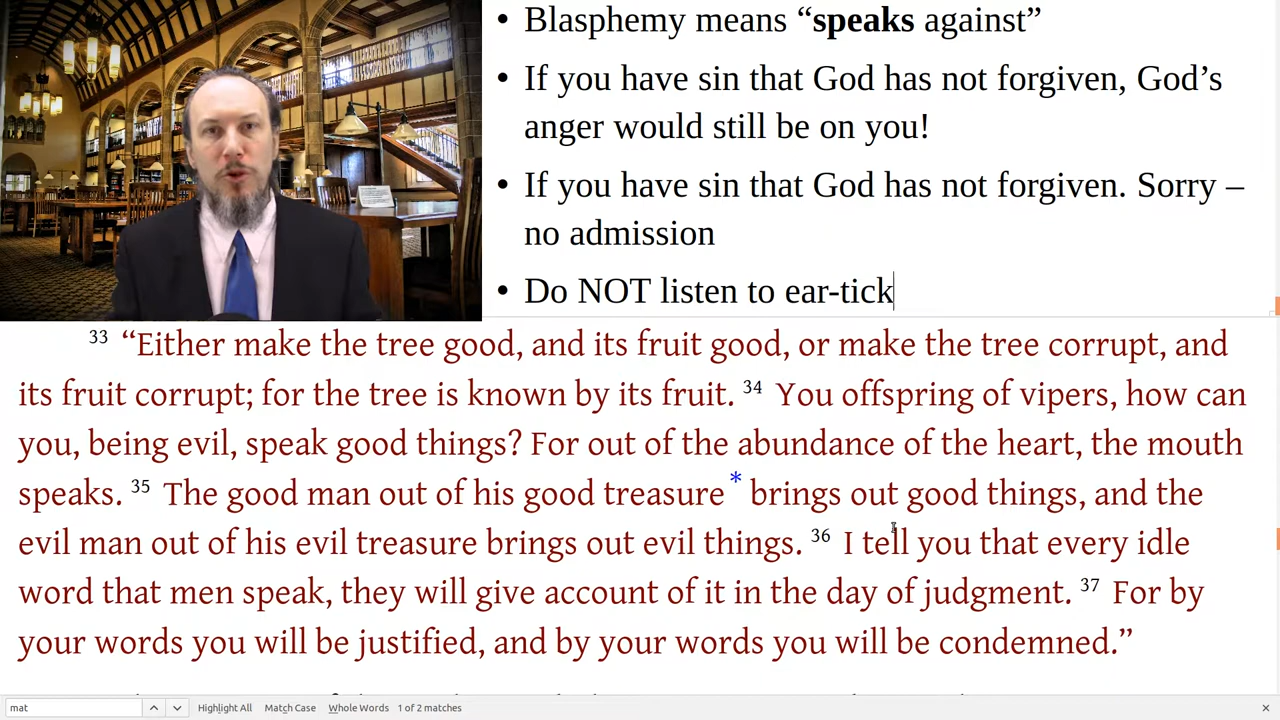 • Blasphemy means “speaks against”
• If you have sin that God has not forgiven, God’s
anger would still be on you!
• If you have sin that God has not forgiven. Sorry –
no admission
• Do NOT listen to ear-tick
33 “Either make the tree good, and its fruit good, or make the tree corrupt, and
its fruit corrupt; for the tree is known by its fruit. 34 You offspring of vipers, how can
you, being evil, speak good things? For out of the abundance of the heart, the mouth
speaks. 35 The good man out of his good treasure * brings out good things, and the
evil man out of his evil treasure brings out evil things. 36 I tell you that every idle
word that men speak, they will give account of it in the day of judgment. 37 For by
your words you will be justified, and by your words you will be condemned.”
mat Highlight All Match Case Whole Words 1 of 2 matches